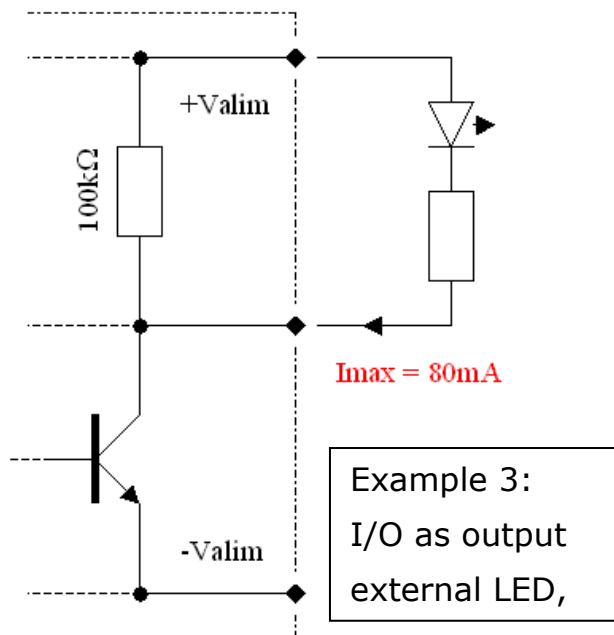 +Valim
100kΩ
Imax = 80mA
-Valim
Example 3:
I/O as output
external LED,